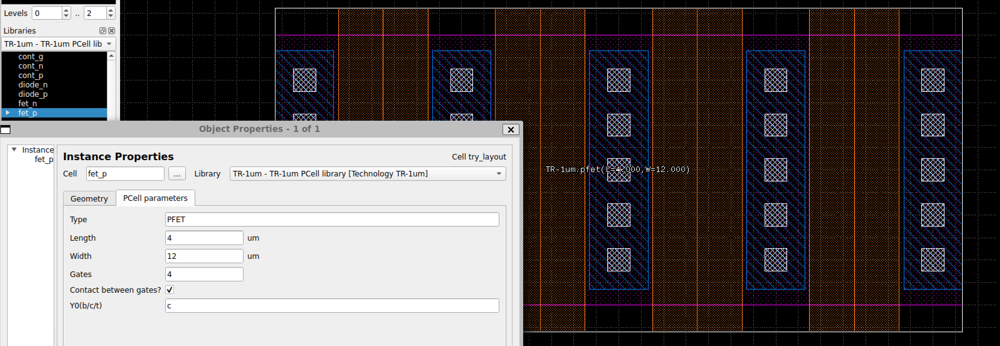 Levels 0 .. 2
Libraries
TR-1um - TR-1um PCell lib
cont_g
cont_n
cont_p
diode_n
diode_p
fet_n
fet_p
Object Properties - 1 of 1
Instance
fet_p
Instance Properties
Cell try_layout
Cell fet_p ... Library TR-1um - TR-1um PCell library [Technology TR-1um]
Geometry PCell parameters
Type PFET
Length 4 um
Width 12 um
Gates 4
Contact between gates?
Y0(b/c/t) c
TR-1um.pfet(L=4.000,W=12.000)